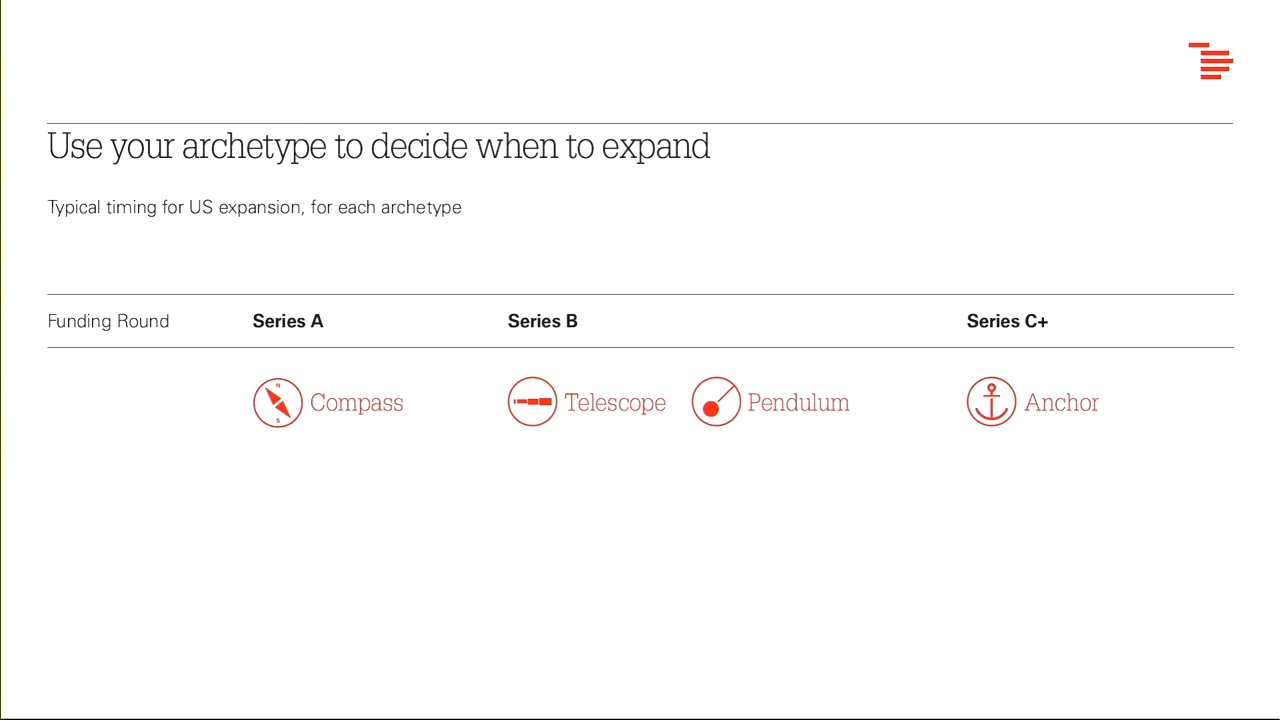 Use your archetype to decide when to expand
Typical timing for US expansion, for each archetype
Funding Round Series A Series B Series C+
N
S
Compass Telescope Pendulum Anchor